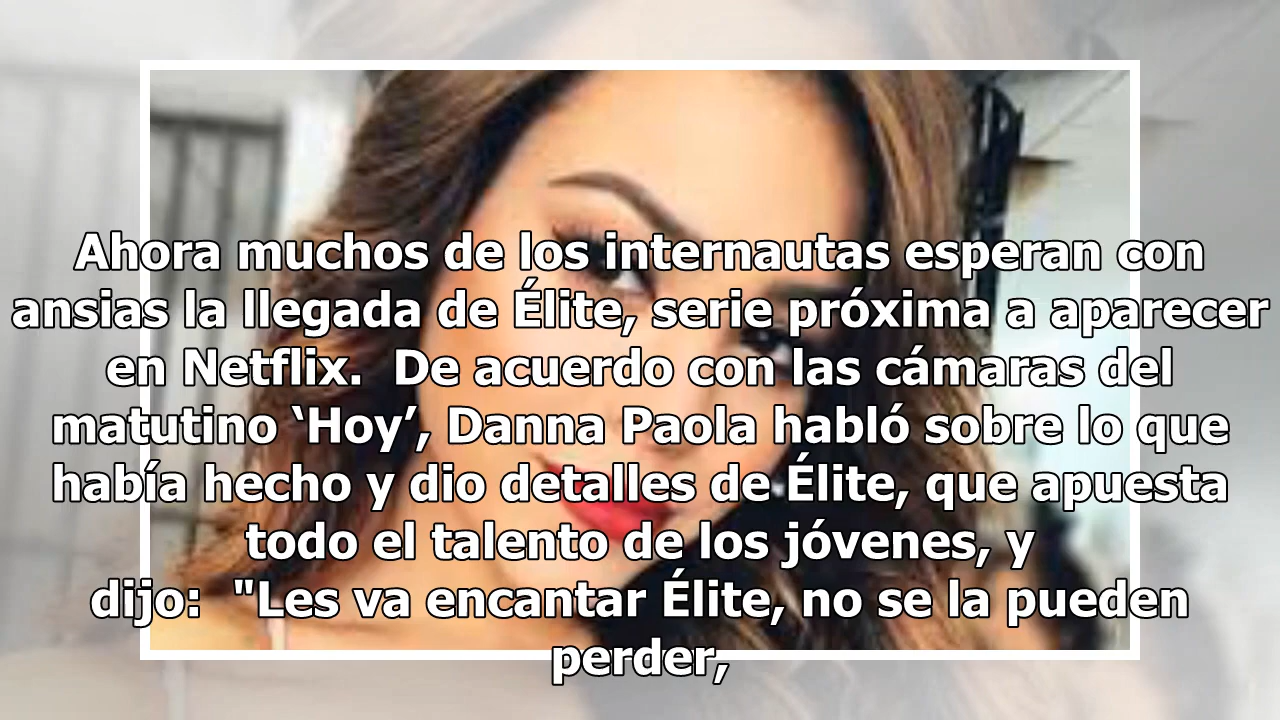 Ahora muchos de los internautas esperan con
ansias la llegada de Élite, serie próxima a aparecer
en Netflix.  De acuerdo con las cámaras del
matutino ‘Hoy’, Danna Paola habló sobre lo que
había hecho y dio detalles de Élite, que apuesta
todo el talento de los jóvenes, y
dijo:  "Les va encantar Élite, no se la pueden
perder,